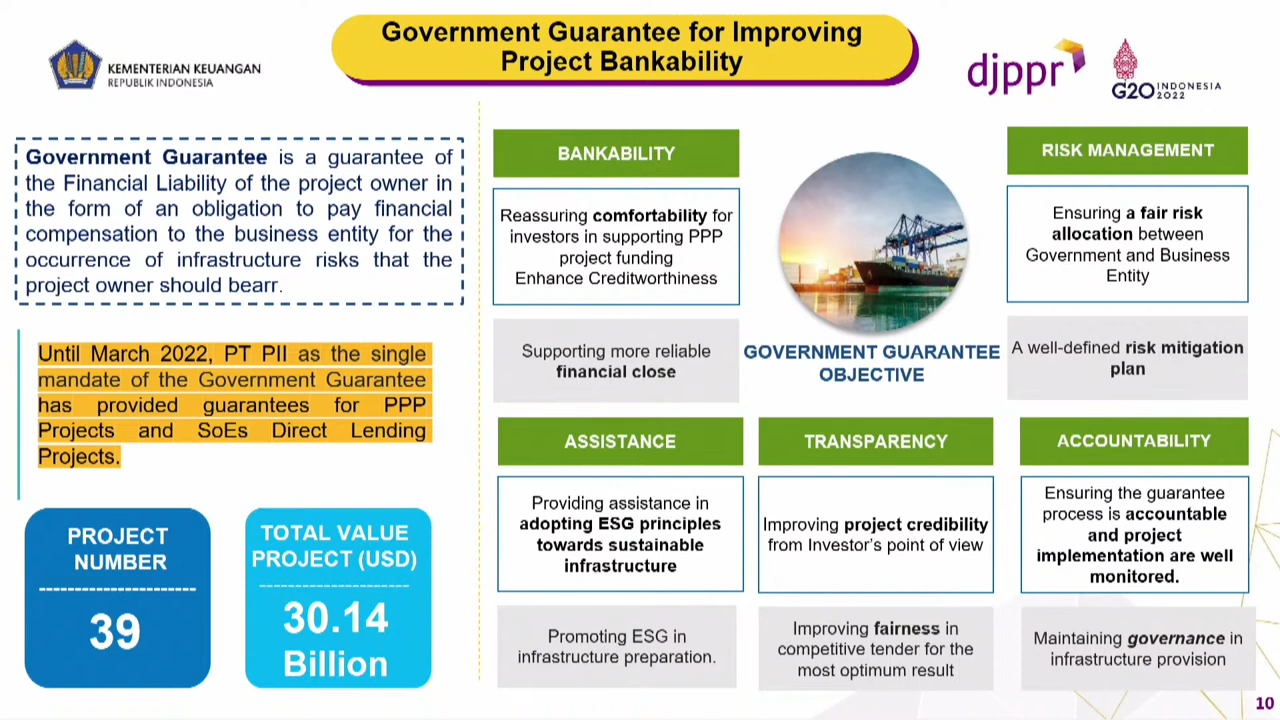 Government Guarantee for Improving
Project Bankability
KEMENTERIAN KEUANGAN
REPUBLIK INDONESIA
djppr
G20 INDONESIA
2022
Government Guarantee is a guarantee of
the Financial Liability of the project owner in
the form of an obligation to pay financial
compensation to the business entity for the
occurrence of infrastructure risks that the
project owner should bearr.
Until March 2022, PT PII as the single
mandate of the Government Guarantee
has provided guarantees for PPP
Projects and SoEs Direct Lending
Projects.
PROJECT
NUMBER
39
TOTAL VALUE
PROJECT (USD)
30.14
Billion
BANKABILITY
Reassuring comfortability for
investors in supporting PPP
project funding
Enhance Creditworthiness
Supporting more reliable
financial close
GOVERNMENT GUARANTEE
OBJECTIVE
RISK MANAGEMENT
Ensuring a fair risk
allocation between
Government and Business
Entity
A well-defined risk mitigation
plan
ASSISTANCE
Providing assistance in
adopting ESG principles
towards sustainable
infrastructure
Promoting ESG in
infrastructure preparation.
TRANSPARENCY
Improving project credibility
from Investor's point of view
Improving fairness in
competitive tender for the
most optimum result
ACCOUNTABILITY
Ensuring the guarantee
process is accountable
and project
implementation are well
monitored.
Maintaining governance in
infrastructure provision
10